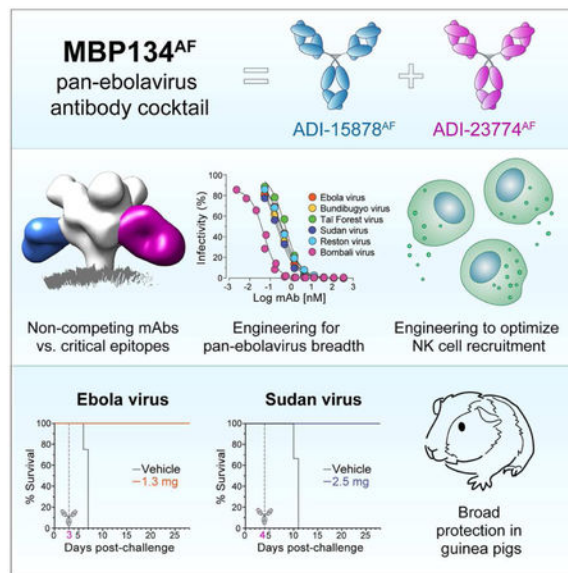 MBP134AF
pan-ebolavirus
antibody cocktail
=
+
ADI-15878AF
ADI-23774AF
Infectivity (%)
100
80
60
40
20
0
-3
-2
-1
0
1
2
3
Log mAb [nM]
Ebola virus
Bundibugyo virus
Taï Forest virus
Sudan virus
Reston virus
Bombali virus
Non-competing mAbs
vs. critical epitopes
Engineering for
pan-ebolavirus breadth
Engineering to optimize
NK cell recruitment
Ebola virus
% Survival
100
80
60
40
20
0
Vehicle
1.3 mg
0
3
5
10
15
20
25
Days post-challenge
Sudan virus
% Survival
100
80
60
40
20
0
Vehicle
2.5 mg
0
4
5
10
15
20
25
Days post-challenge
Broad
protection in
guinea pigs